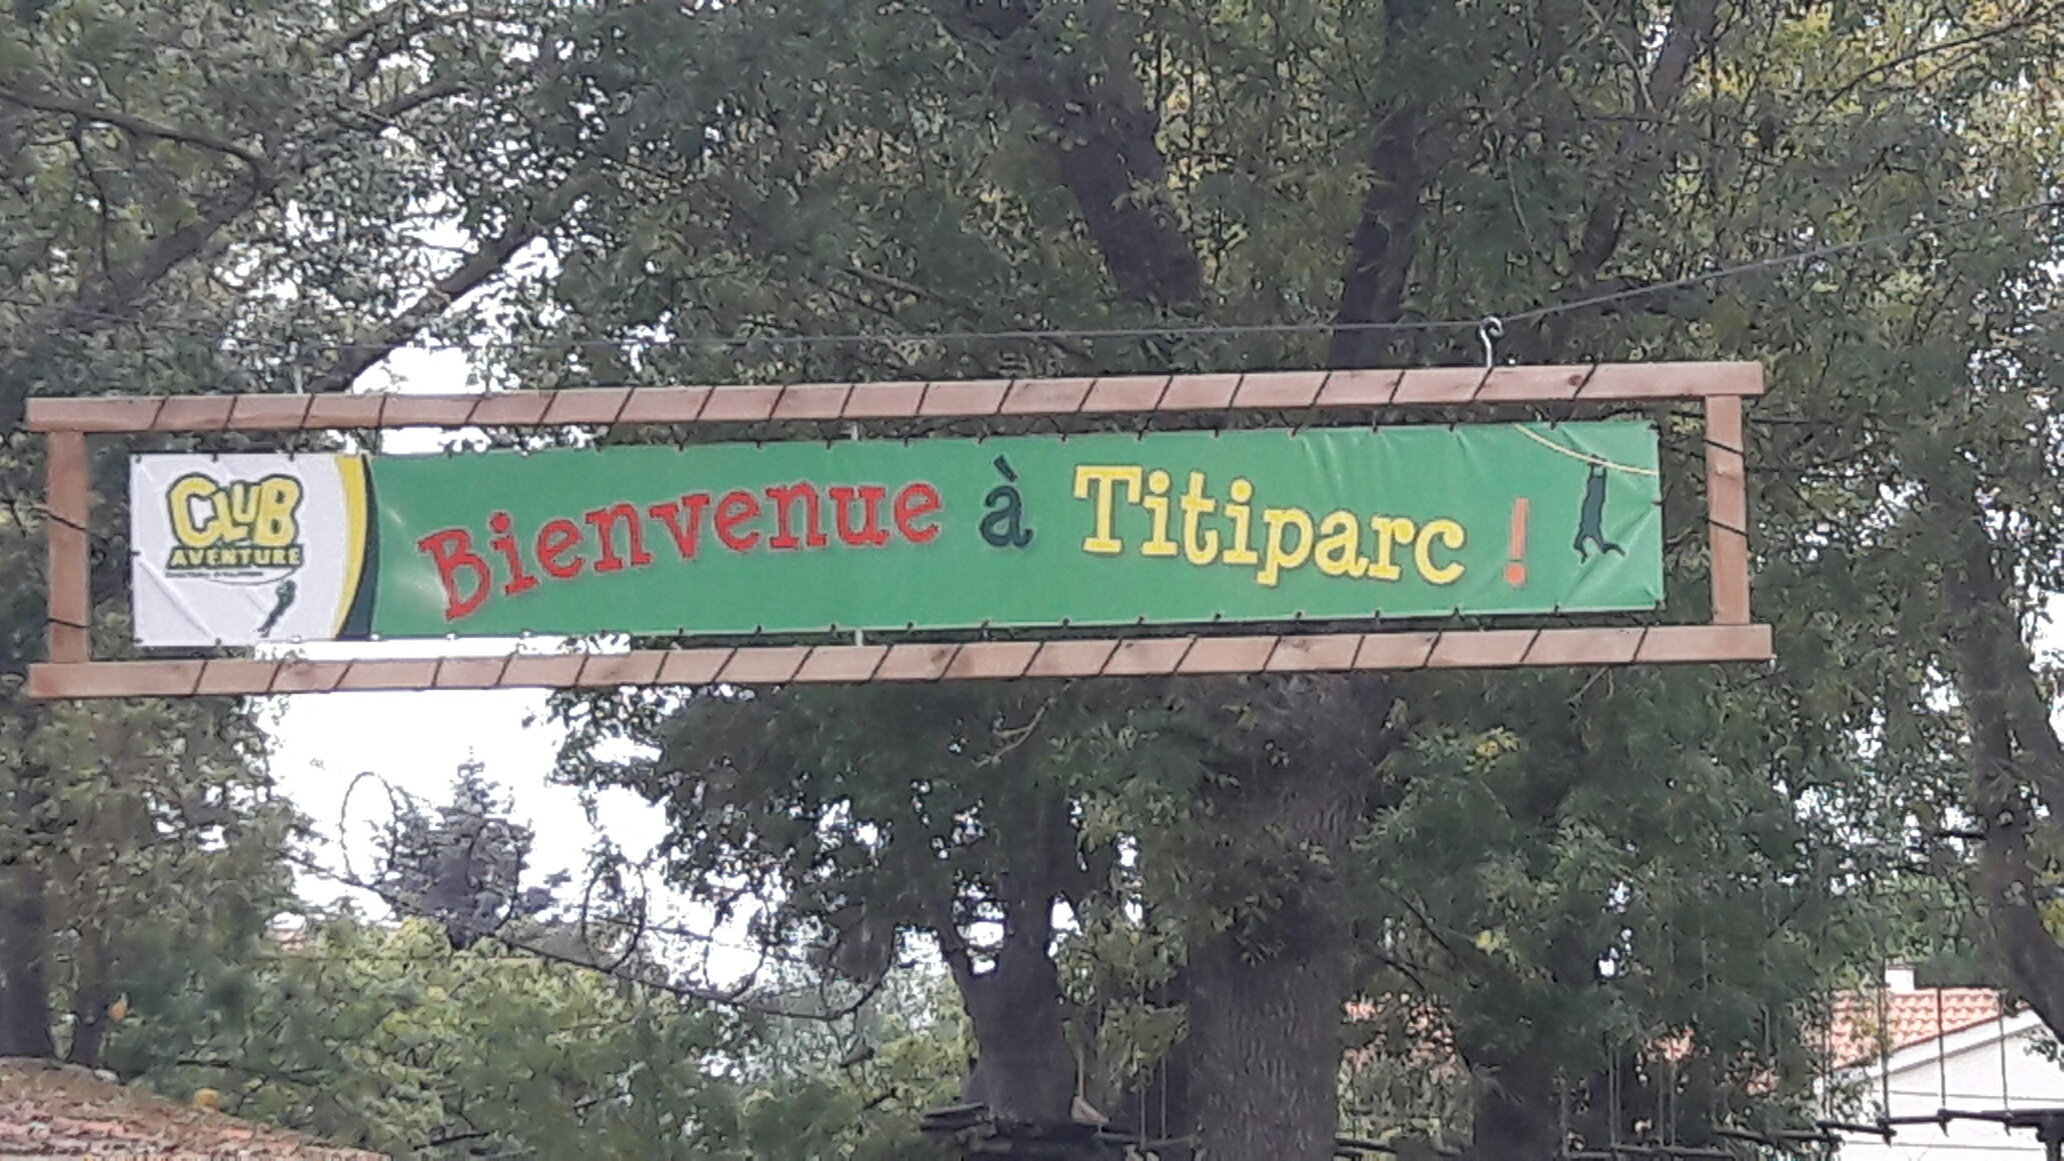 CLUB
AVENTURE
Bienvenue à Titiparc !